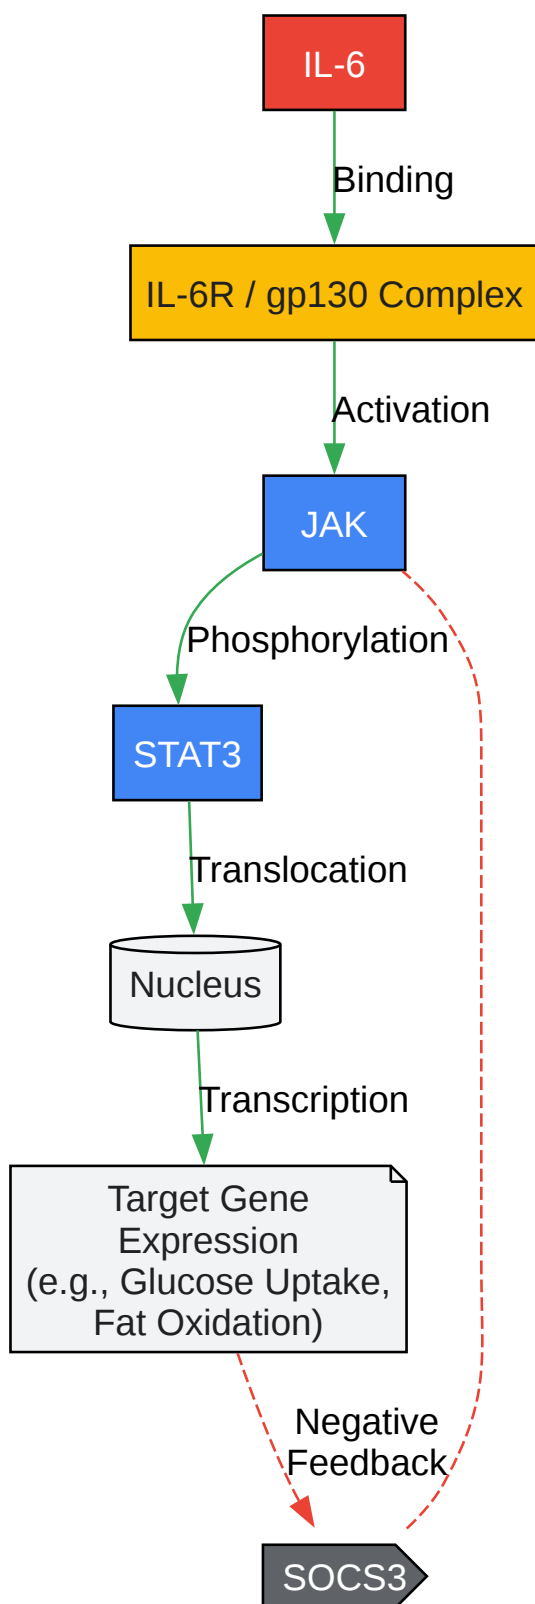 IL-6
Binding
IL-6R / gp130 Complex
Activation
JAK
Phosphorylation
STAT3
Translocation
Nucleus
Transcription
Target Gene
Expression
(e.g., Glucose Uptake,
Fat Oxidation)
Negative
Feedback
SOCS3